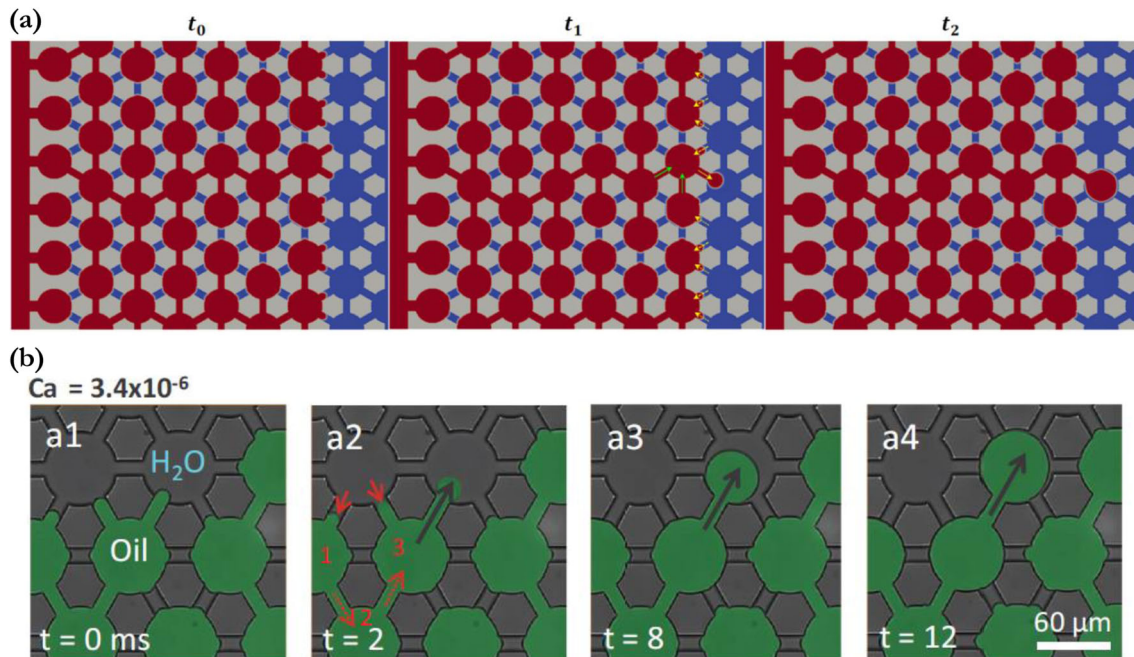 (a)
t₀ t₁ t₂
(b)
Ca = 3.4x10⁻⁶
a1 a2 a3 a4
H₂O
Oil 1 3
2
t = 0 ms t = 2 t = 8 t = 12 60 μm